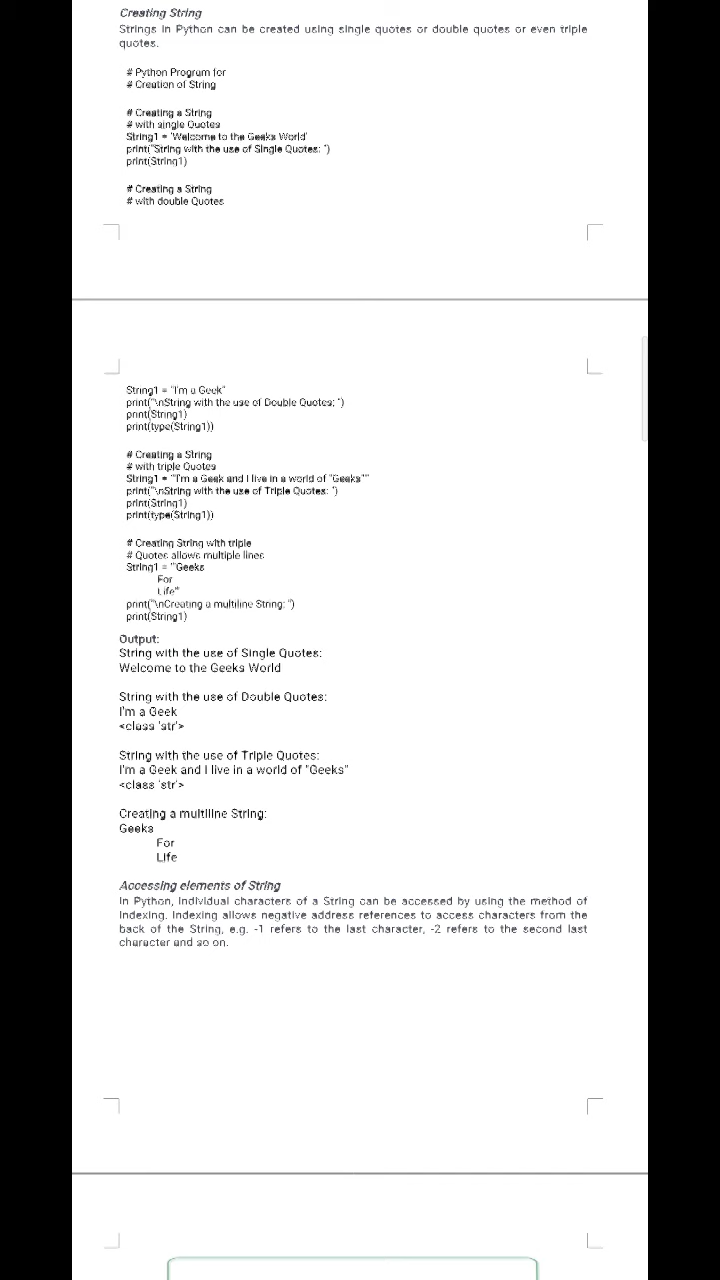 Creating String
Strings in Python can be created using single quotes or double quotes or even triple
quotes.
# Python Program for
# Creation of String
# Creating a String
# with single Quotes
String1 = 'Welcome to the Geeks World'
print("String with the use of Single Quotes: ")
print(String1)
# Creating a String
# with double Quotes
String1 = "I'm a Geek"
print("\nString with the use of Double Quotes: ")
print(String1)
print(type(String1))
# Creating a String
# with triple Quotes
String1 = '''I'm a Geek and I live in a world of "Geeks"'''
print("\nString with the use of Triple Quotes: ")
print(String1)
print(type(String1))
# Creating String with triple
# Quotes allows multiple lines
String1 = '''Geeks
For
Life'''
print("\nCreating a multiline String: ")
print(String1)
Output:
String with the use of Single Quotes:
Welcome to the Geeks World
String with the use of Double Quotes:
I'm a Geek
<class 'str'>
String with the use of Triple Quotes:
I'm a Geek and I live in a world of "Geeks"
<class 'str'>
Creating a multiline String:
Geeks
For
Life
Accessing elements of String
In Python, individual characters of a String can be accessed by using the method of
Indexing. Indexing allows negative address references to access characters from the
back of the String, e.g. -1 refers to the last character, -2 refers to the second last
character and so on.